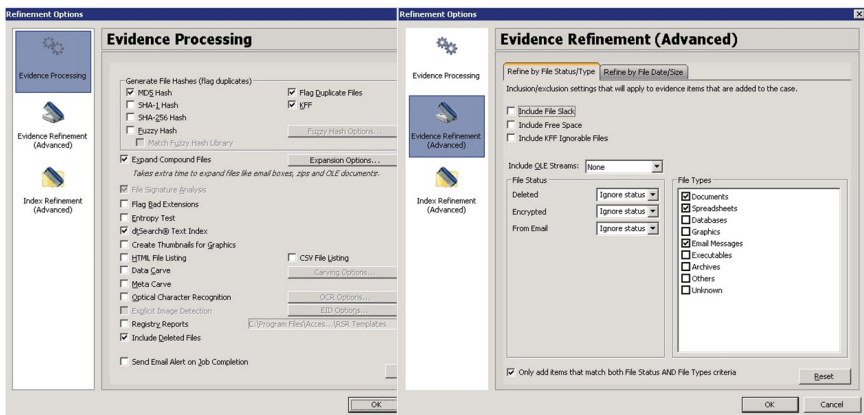 Refinement Options
Evidence Processing
Evidence Refinement
(Advanced)
Index Refinement
(Advanced)
Evidence Processing
Generate File Hashes (flag duplicates)
MD5 Hash
Flag Duplicate Files
SHA-1 Hash
KFF
SHA-256 Hash
Fuzzy Hash
Fuzzy Hash Options...
Match Fuzzy Hash Library
Expand Compound Files
Expansion Options...
Takes extra time to expand files like email boxes, zips and OLE documents.
File Signature Analysis
Flag Bad Extensions
Entropy Test
dtSearch® Text Index
Create Thumbnails for Graphics
HTML File Listing
CSV File Listing
Data Carve
Carving Options...
Meta Carve
Optical Character Recognition
OCR Options...
Explicit Image Detection
EID Options...
Registry Reports
C:\Program Files\Acces...\RSR Templates
Include Deleted Files
Send Email Alert on Job Completion
OK
Refinement Options
Evidence Processing
Evidence Refinement
(Advanced)
Index Refinement
(Advanced)
Evidence Refinement (Advanced)
Refine by File Status/Type
Refine by File Date/Size
Inclusion/exclusion settings that will apply to evidence items that are added to the case.
Include File Slack
Include Free Space
Include KFF Ignorable Files
Include OLE Streams:
None
File Status
Deleted
Ignore status
Encrypted
Ignore status
From Email
Ignore status
File Types
Documents
Spreadsheets
Databases
Graphics
Email Messages
Executables
Archives
Others
Unknown
Only add items that match both File Status AND File Types criteria
Reset
OK
Cancel